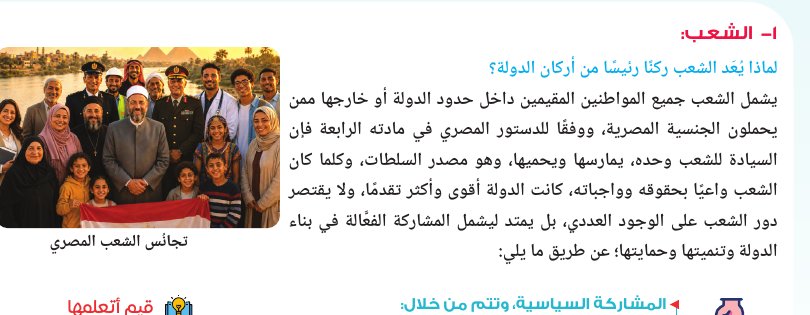 ١- الشعب:
لماذا يُعَد الشعب ركنًا رئيسًا من أركان الدولة؟
يشمل الشعب جميع المواطنين المقيمين داخل حدود الدولة أو خارجها ممن
يحملون الجنسية المصرية، ووفقًا للدستور المصري في مادته الرابعة فإن
السيادة للشعب وحده، يمارسها ويحميها، وهو مصدر السلطات، وكلما كان
الشعب واعيًا بحقوقه وواجباته، كانت الدولة أقوى وأكثر تقدمًا، ولا يقتصر
دور الشعب على الوجود العددي، بل يمتد ليشمل المشاركة الفعَّالة في بناء
الدولة وتنميتها وحمايتها؛ عن طريق ما يلي:
تجانُس الشعب المصري
المشاركة السياسية، وتتم من خلال:
قيم أتعلمها